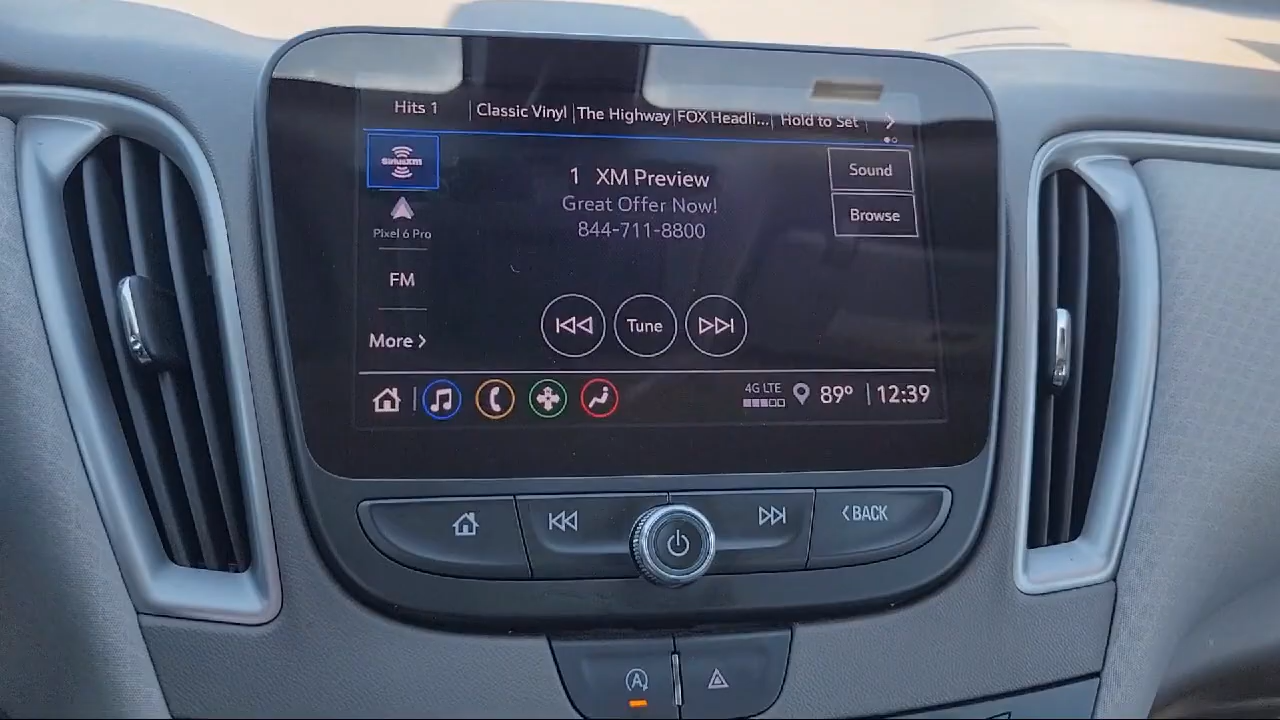 Hits 1 Classic Vinyl The Highway FOX Headli... Hold to Set
SiriusXM
1 XM Preview
Great Offer Now!
844-711-8800
Sound
Browse
Pixel 6 Pro
FM
More
Tune
4G LTE
89° 12:39
BACK
A